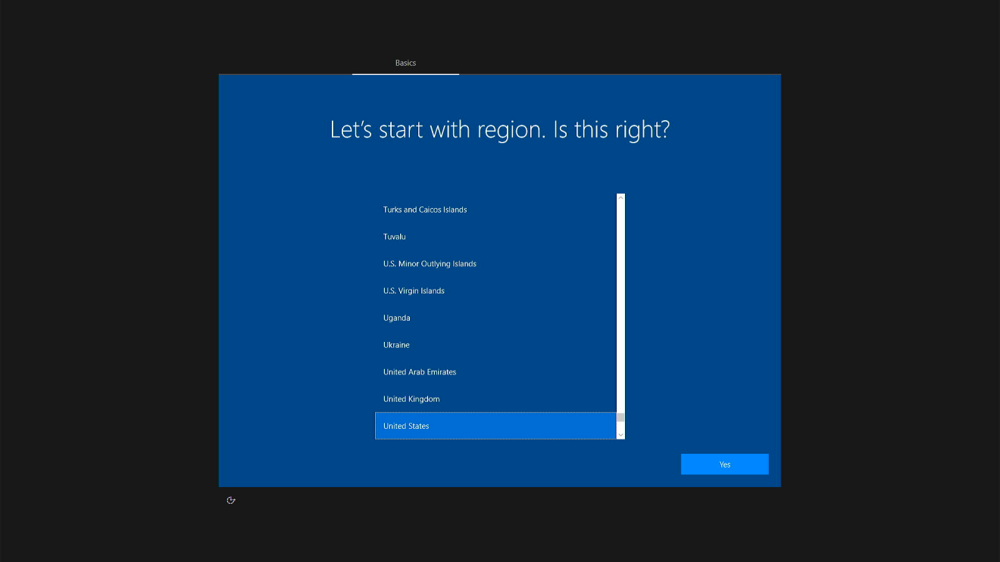 Basics
Let's start with region. Is this right?
Turks and Caicos Islands
Tuvalu
U.S. Minor Outlying Islands
U.S. Virgin Islands
Uganda
Ukraine
United Arab Emirates
United Kingdom
United States
Yes